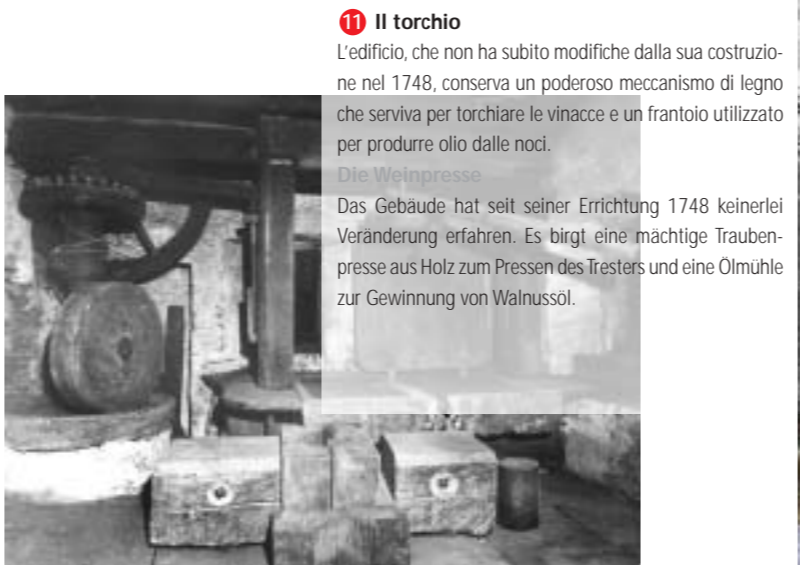 11 Il torchio
L'edificio, che non ha subito modifiche dalla sua costruzio-
ne nel 1748, conserva un poderoso meccanismo di legno
che serviva per torchiare le vinacce e un frantoio utilizzato
per produrre olio dalle noci.
Die Weinpresse
Das Gebäude hat seit seiner Errichtung 1748 keinerlei
Veränderung erfahren. Es birgt eine mächtige Trauben-
presse aus Holz zum Pressen des Tresters und eine Ölmühle
zur Gewinnung von Walnussöl.